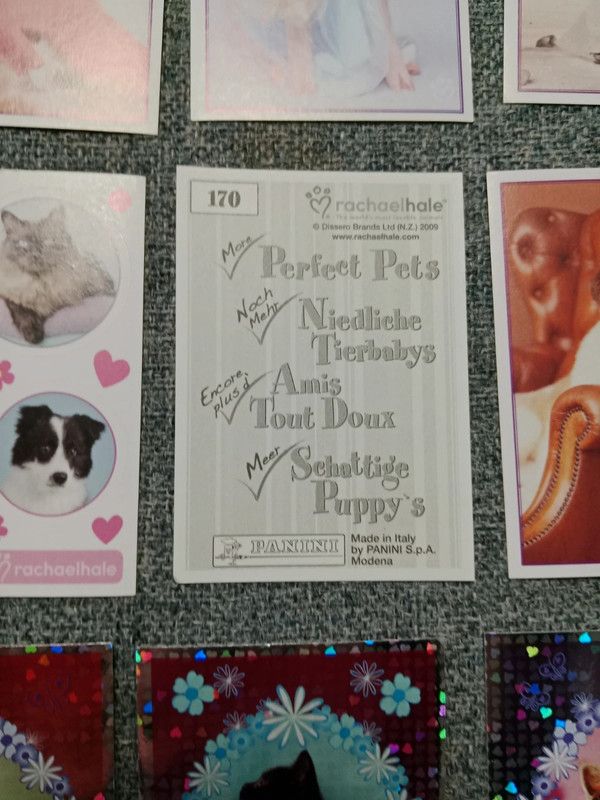 170
rachaelhale®
© Dissero Brands Ltd (N.Z.) 2009
www.rachaelhale.com
More
Perfect Pets
Noch
Mehr
Niedliche
Tierbabys
Encore
plus d'
Amis
Tout Doux
Meer
Schattige
Puppy's
PANINI
Made in Italy
by PANINI S.p.A.
Modena
rachaelhale